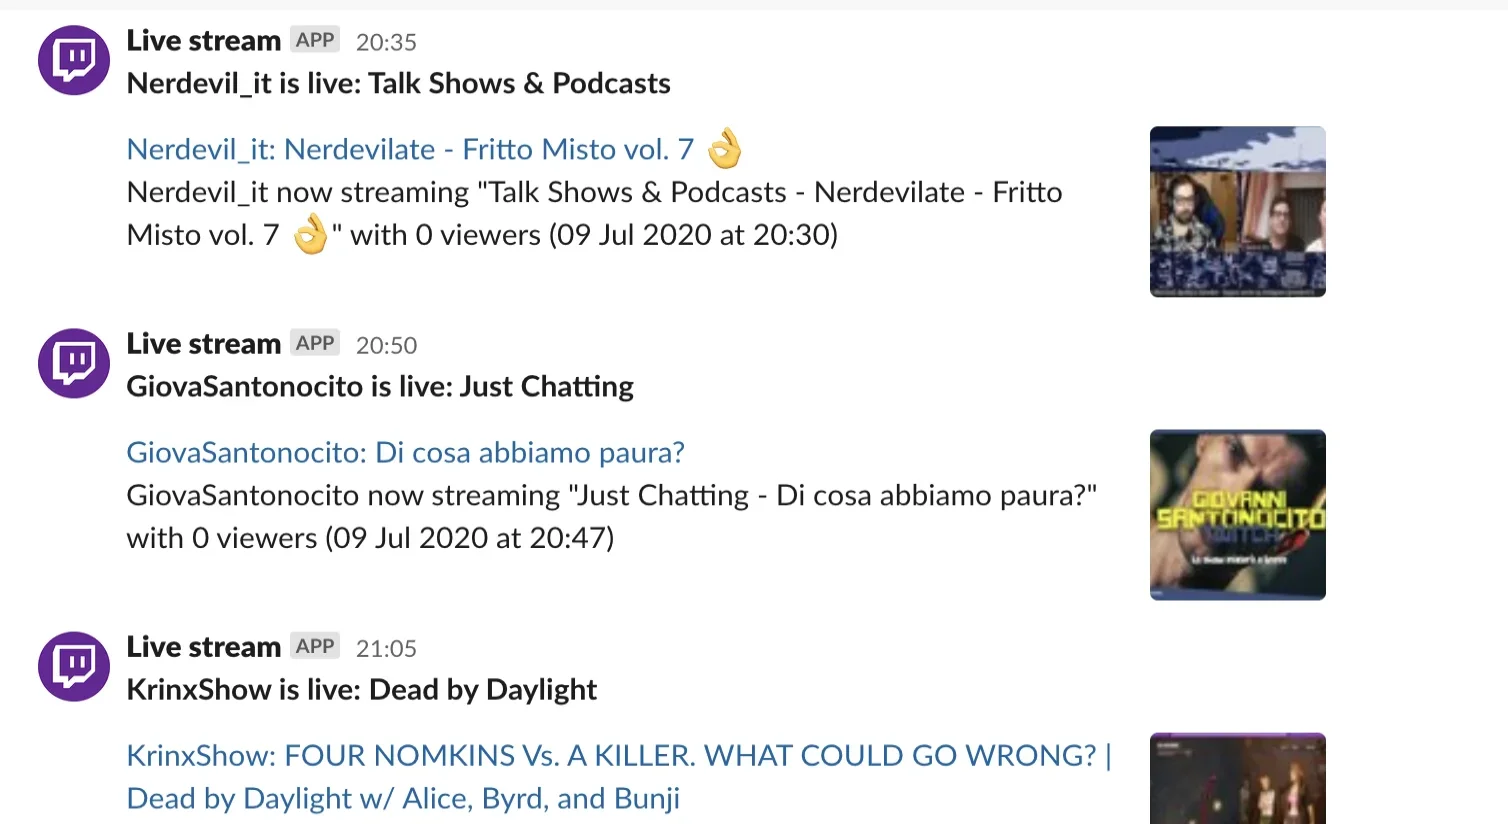 Live stream APP 20:35
Nerdevil_it is live: Talk Shows & Podcasts
Nerdevil_it: Nerdevilate - Fritto Misto vol. 7 👌
Nerdevil_it now streaming "Talk Shows & Podcasts - Nerdevilate - Fritto
Misto vol. 7 👌" with 0 viewers (09 Jul 2020 at 20:30)
Live stream APP 20:50
GiovaSantonocito is live: Just Chatting
GiovaSantonocito: Di cosa abbiamo paura?
GiovaSantonocito now streaming "Just Chatting - Di cosa abbiamo paura?"
with 0 viewers (09 Jul 2020 at 20:47)
GIOVANNI
SANTONOCITO
TWITCH
Live stream APP 21:05
KrinxShow is live: Dead by Daylight
KrinxShow: FOUR NOMKINS Vs. A KILLER. WHAT COULD GO WRONG? |
Dead by Daylight w/ Alice, Byrd, and Bunji